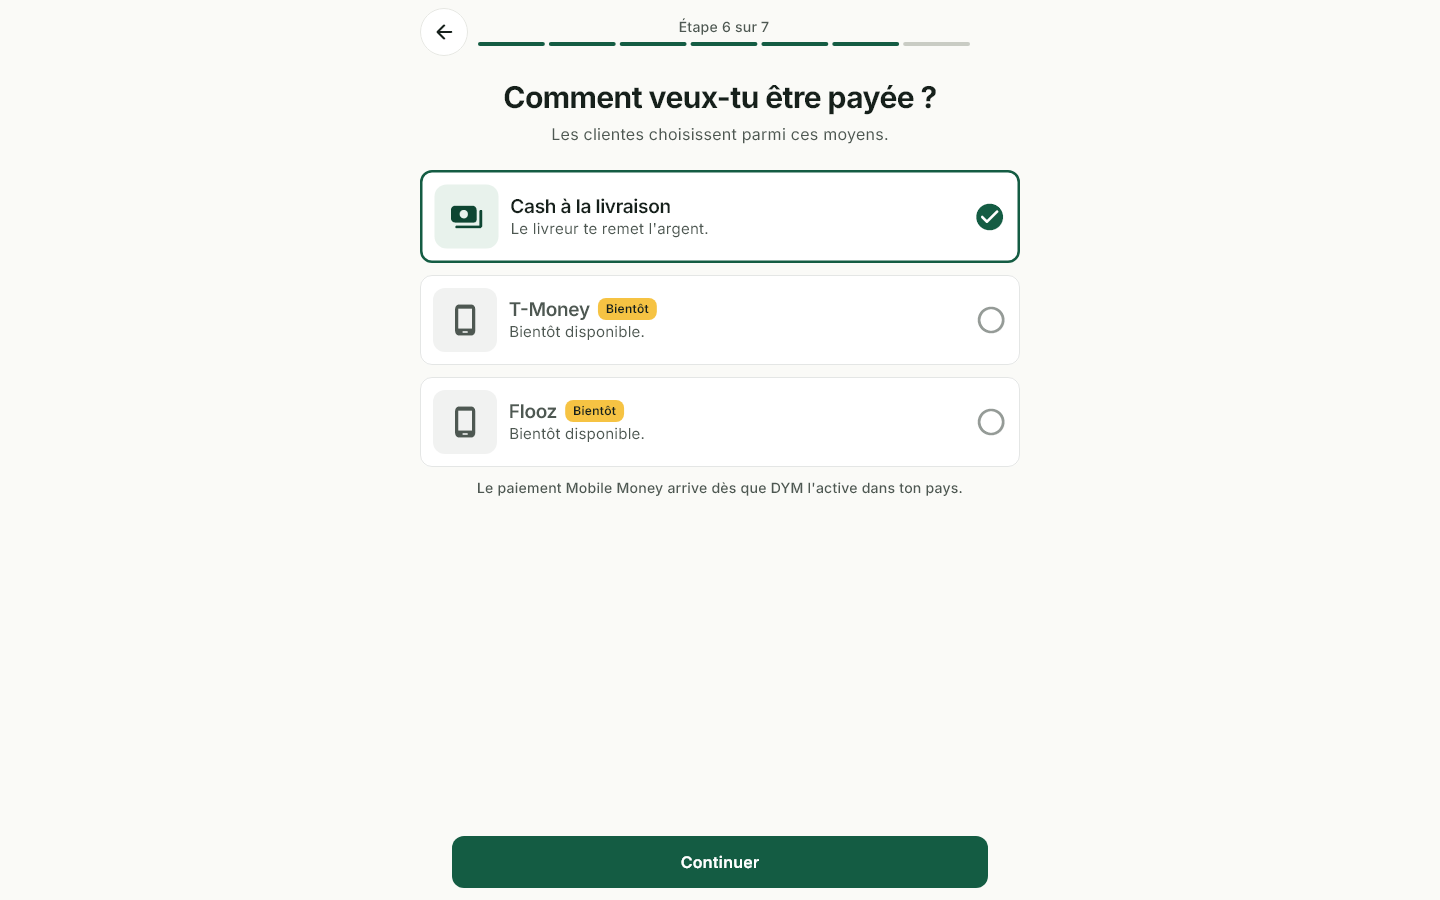 Étape 6 sur 7
Comment veux-tu être payée ?
Les clientes choisissent parmi ces moyens.
Cash à la livraison
Le livreur te remet l'argent.
T-Money Bientôt
Bientôt disponible.
Flooz Bientôt
Bientôt disponible.
Le paiement Mobile Money arrive dès que DYM l'active dans ton pays.
Continuer